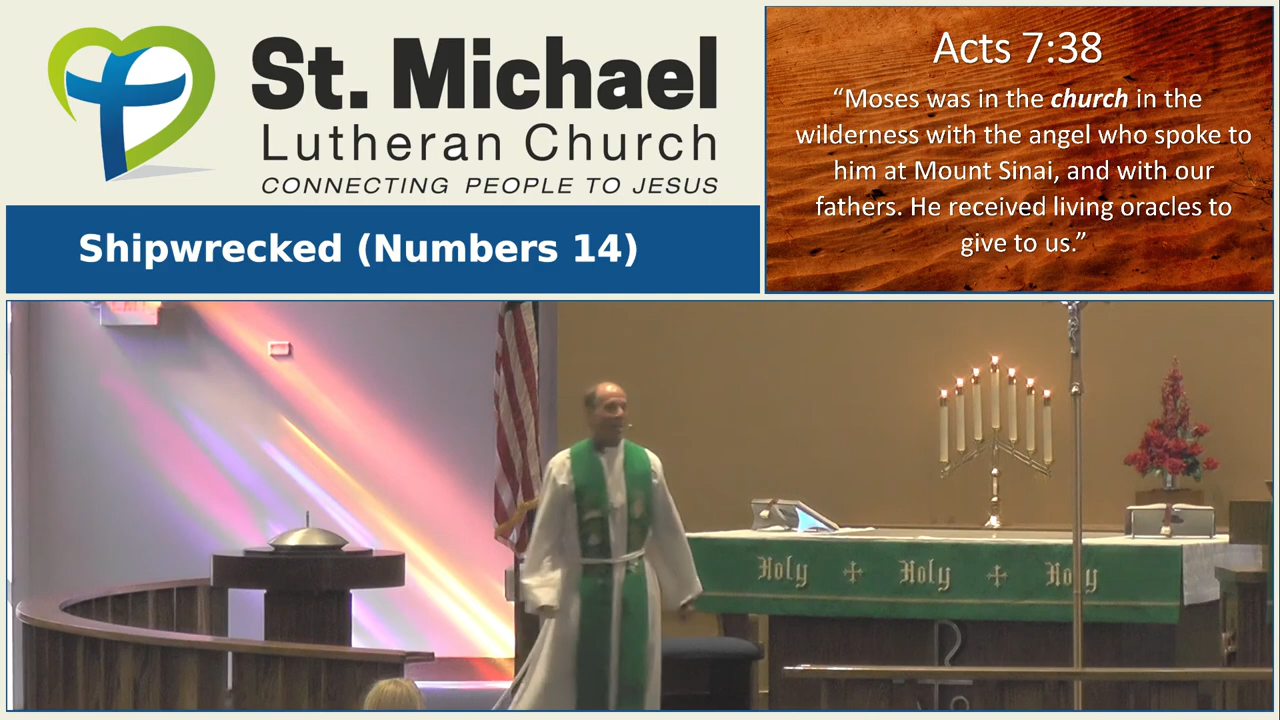 St. Michael
Lutheran Church
CONNECTING PEOPLE TO JESUS
Shipwrecked (Numbers 14)
Acts 7:38
“Moses was in the church in the
wilderness with the angel who spoke to
him at Mount Sinai, and with our
fathers. He received living oracles to
give to us.”
Holy Holy Holy